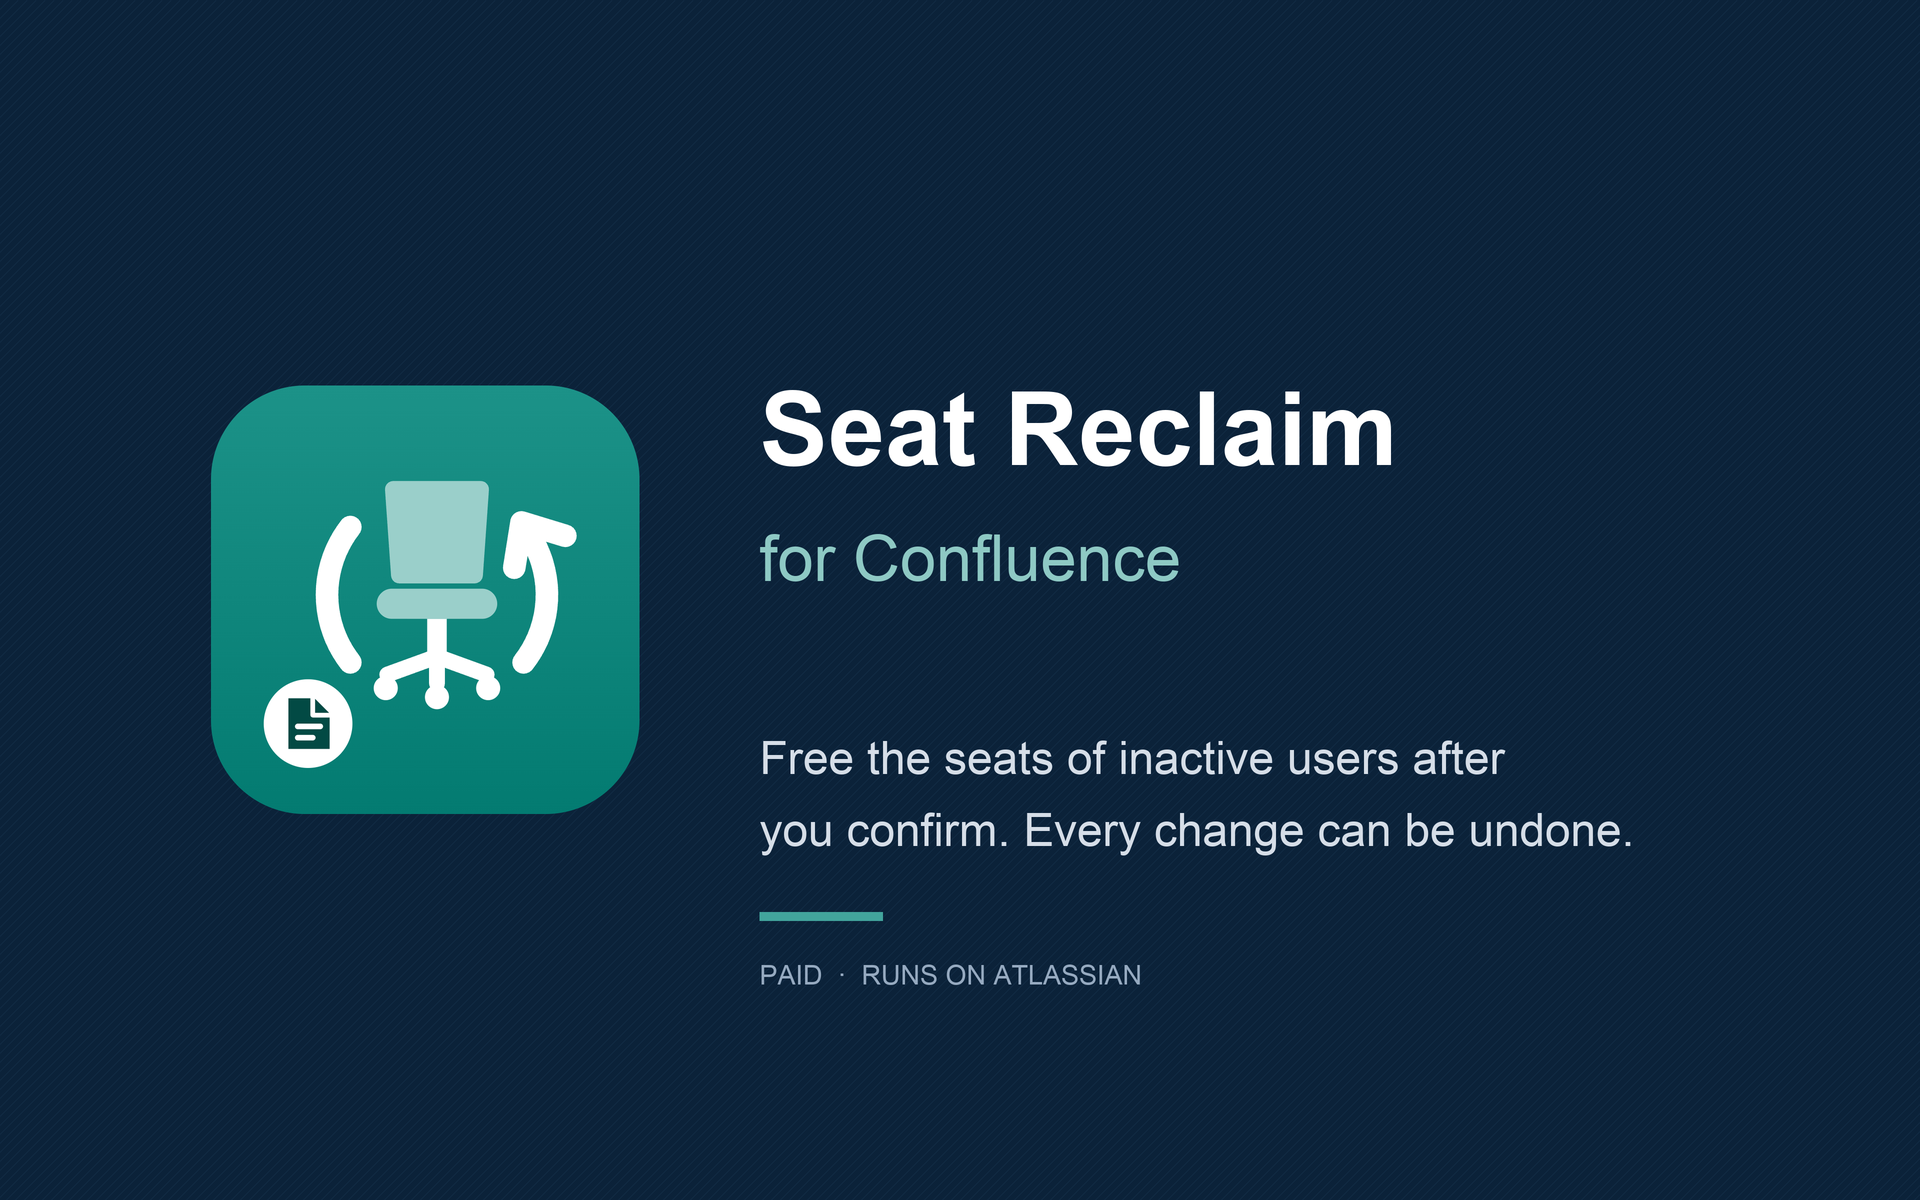 Seat Reclaim
for Confluence
Free the seats of inactive users after
you confirm. Every change can be undone.
PAID · RUNS ON ATLASSIAN